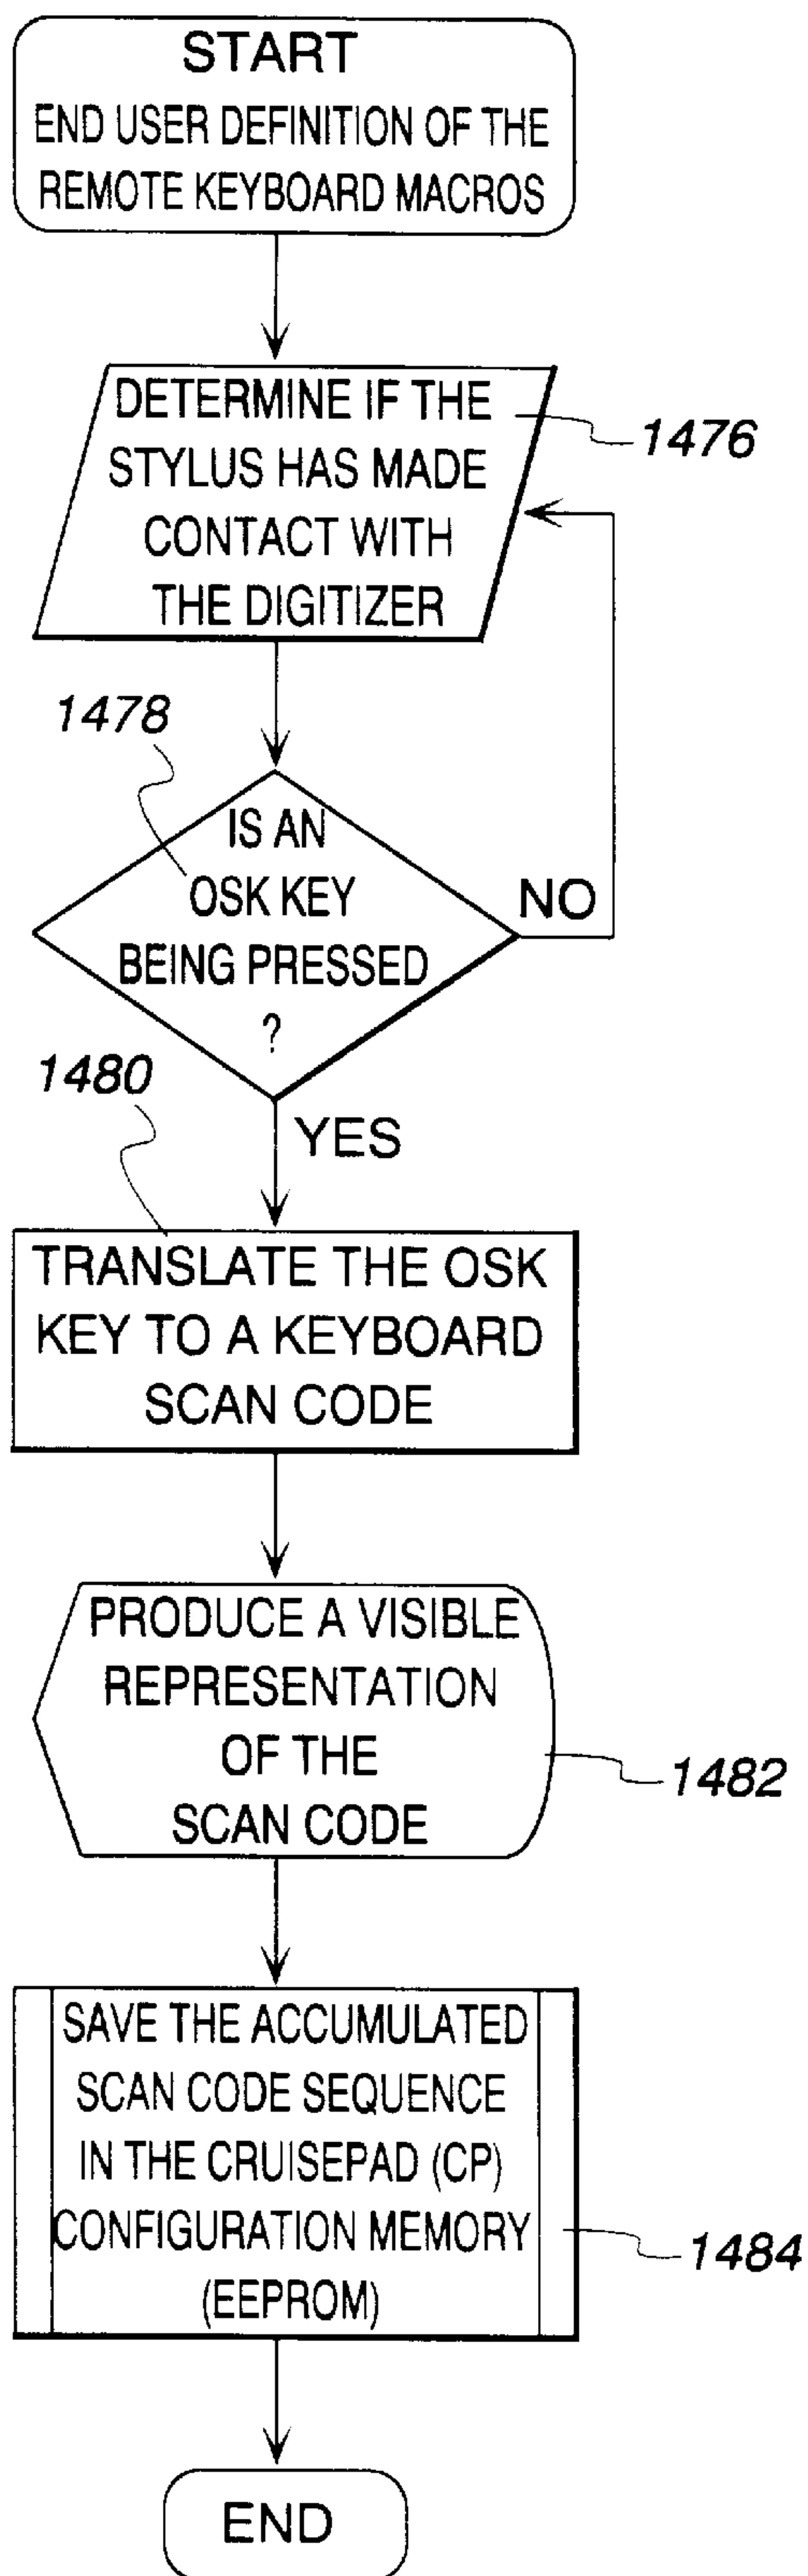 START
END USER DEFINITION OF THE
REMOTE KEYBOARD MACROS
DETERMINE IF THE
STYLUS HAS MADE
CONTACT WITH
THE DIGITIZER
1476
1478
IS AN
OSK KEY
BEING PRESSED
?
NO
1480
YES
TRANSLATE THE OSK
KEY TO A KEYBOARD
SCAN CODE
PRODUCE A VISIBLE
REPRESENTATION
OF THE
SCAN CODE
1482
SAVE THE ACCUMULATED
SCAN CODE SEQUENCE
IN THE CRUISEPAD (CP)
CONFIGURATION MEMORY
(EEPROM)
1484
END